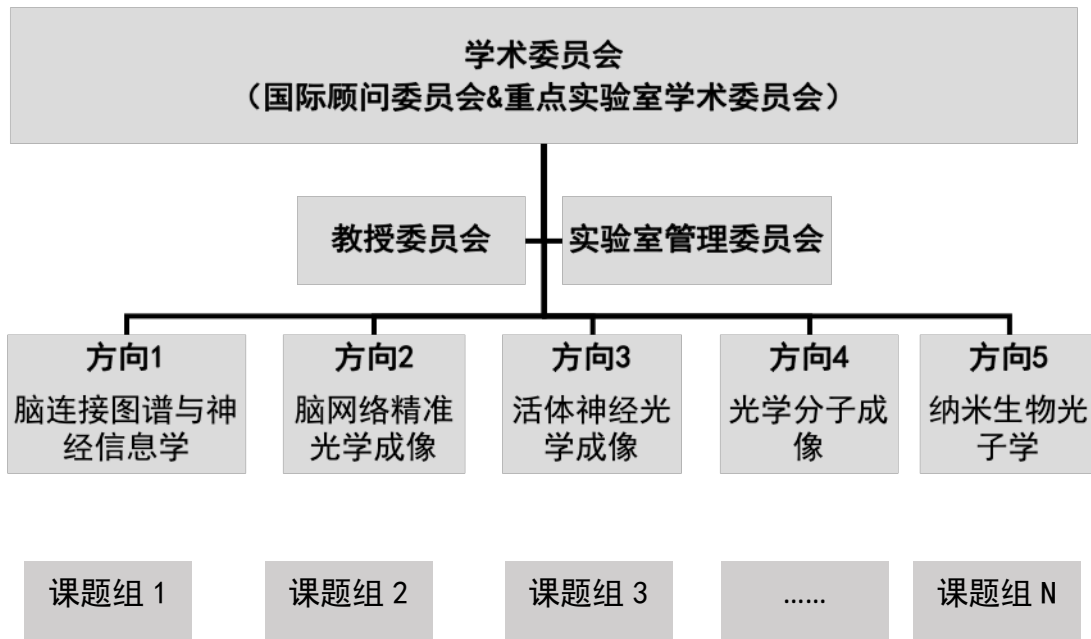 学术委员会
（国际顾问委员会&重点实验室学术委员会）
教授委员会
实验室管理委员会
方向1
脑连接图谱与神
经信息学
方向2
脑网络精准
光学成像
方向3
活体神经光
学成像
方向4
光学分子成
像
方向5
纳米生物光
子学
课题组 1
课题组 2
课题组 3
……
课题组 N